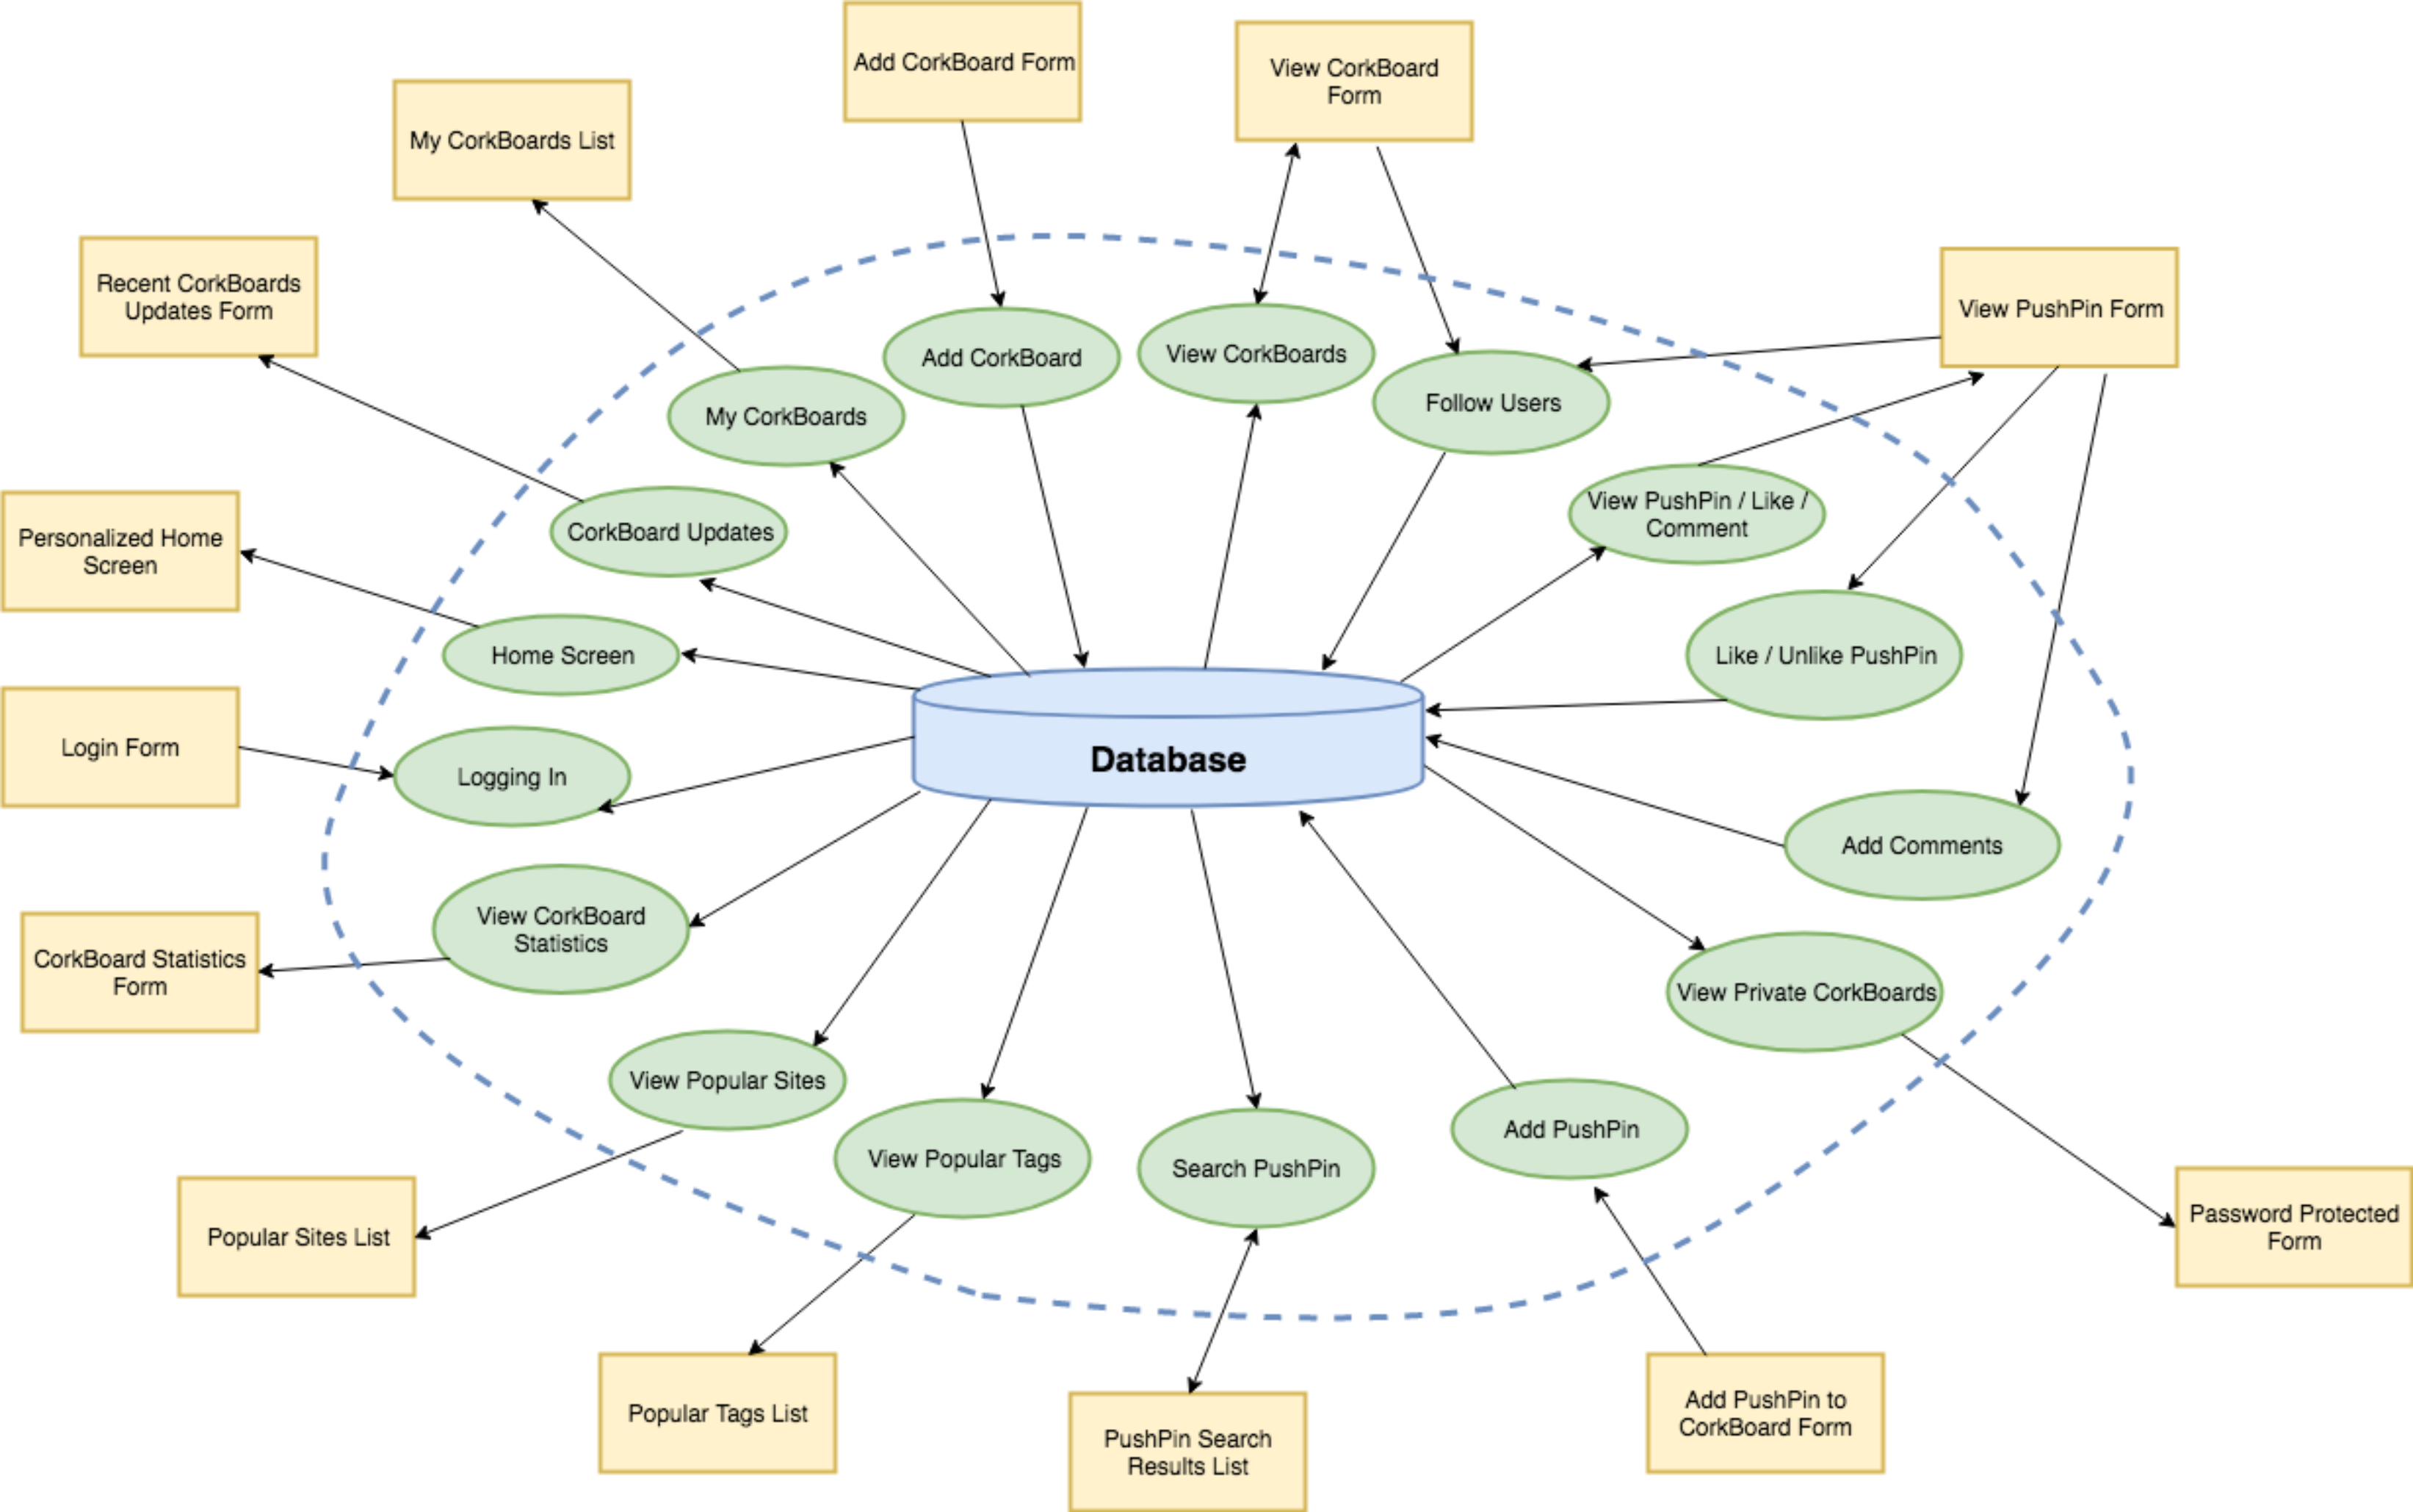 Add CorkBoard Form
View CorkBoard
Form
My CorkBoards List
Recent CorkBoards
Updates Form
View PushPin Form
Add CorkBoard
View CorkBoards
Follow Users
My CorkBoards
CorkBoard Updates
View PushPin / Like /
Comment
Personalized Home
Screen
Home Screen
Like / Unlike PushPin
Login Form
Logging In
Database
Add Comments
View CorkBoard
Statistics
CorkBoard Statistics
Form
View Private CorkBoards
View Popular Sites
View Popular Tags
Search PushPin
Add PushPin
Popular Sites List
Password Protected
Form
Popular Tags List
PushPin Search
Results List
Add PushPin to
CorkBoard Form